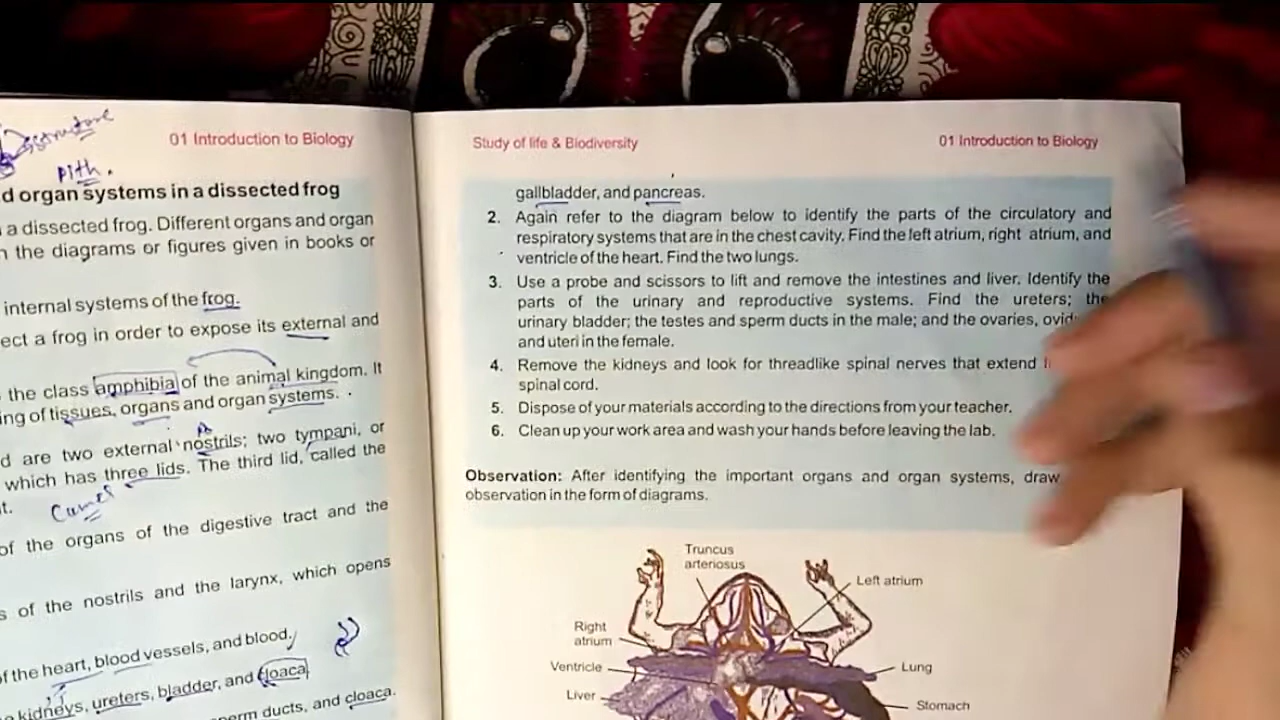 structure
pith.
01 Introduction to Biology
d organ systems in a dissected frog
a dissected frog. Different organs and organ
the diagrams or figures given in books or
internal systems of the frog.
ect a frog in order to expose its external and
the class amphibia of the animal kingdom. It
ing of tissues, organs and organ systems.
d are two external nostrils; two tympani, or
which has three lids. The third lid, called the
t.
of the organs of the digestive tract and the
s of the nostrils and the larynx, which opens
of the heart, blood vessels, and blood.
kidneys, ureters, bladder, and cloaca
perm ducts, and cloaca.
Study of life & Biodiversity
01 Introduction to Biology
gallbladder, and pancreas.
2. Again refer to the diagram below to identify the parts of the circulatory and
respiratory systems that are in the chest cavity. Find the left atrium, right atrium, and
ventricle of the heart. Find the two lungs.
3. Use a probe and scissors to lift and remove the intestines and liver. Identify the
parts of the urinary and reproductive systems. Find the ureters; the
urinary bladder; the testes and sperm ducts in the male; and the ovaries, ovid
and uteri in the female.
4. Remove the kidneys and look for threadlike spinal nerves that extend
spinal cord.
5. Dispose of your materials according to the directions from your teacher.
6. Clean up your work area and wash your hands before leaving the lab.
Observation: After identifying the important organs and organ systems, draw
observation in the form of diagrams.
Truncus
arteriosus
Left atrium
Right
atrium
Ventricle
Lung
Liver
Stomach